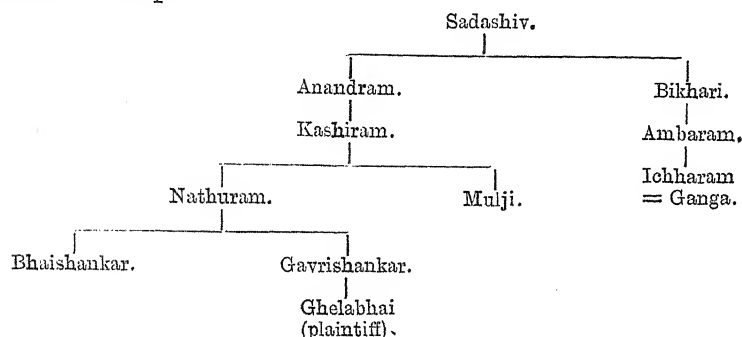 Sadashiv.
Anandram.
Bikhari.
Kashiram.
Ambaram.
Nathuram.
Mulji.
Ichharam
= Ganga.
Bhaishankar.
Gavrishankar.
Ghelabhai
(plaintiff).